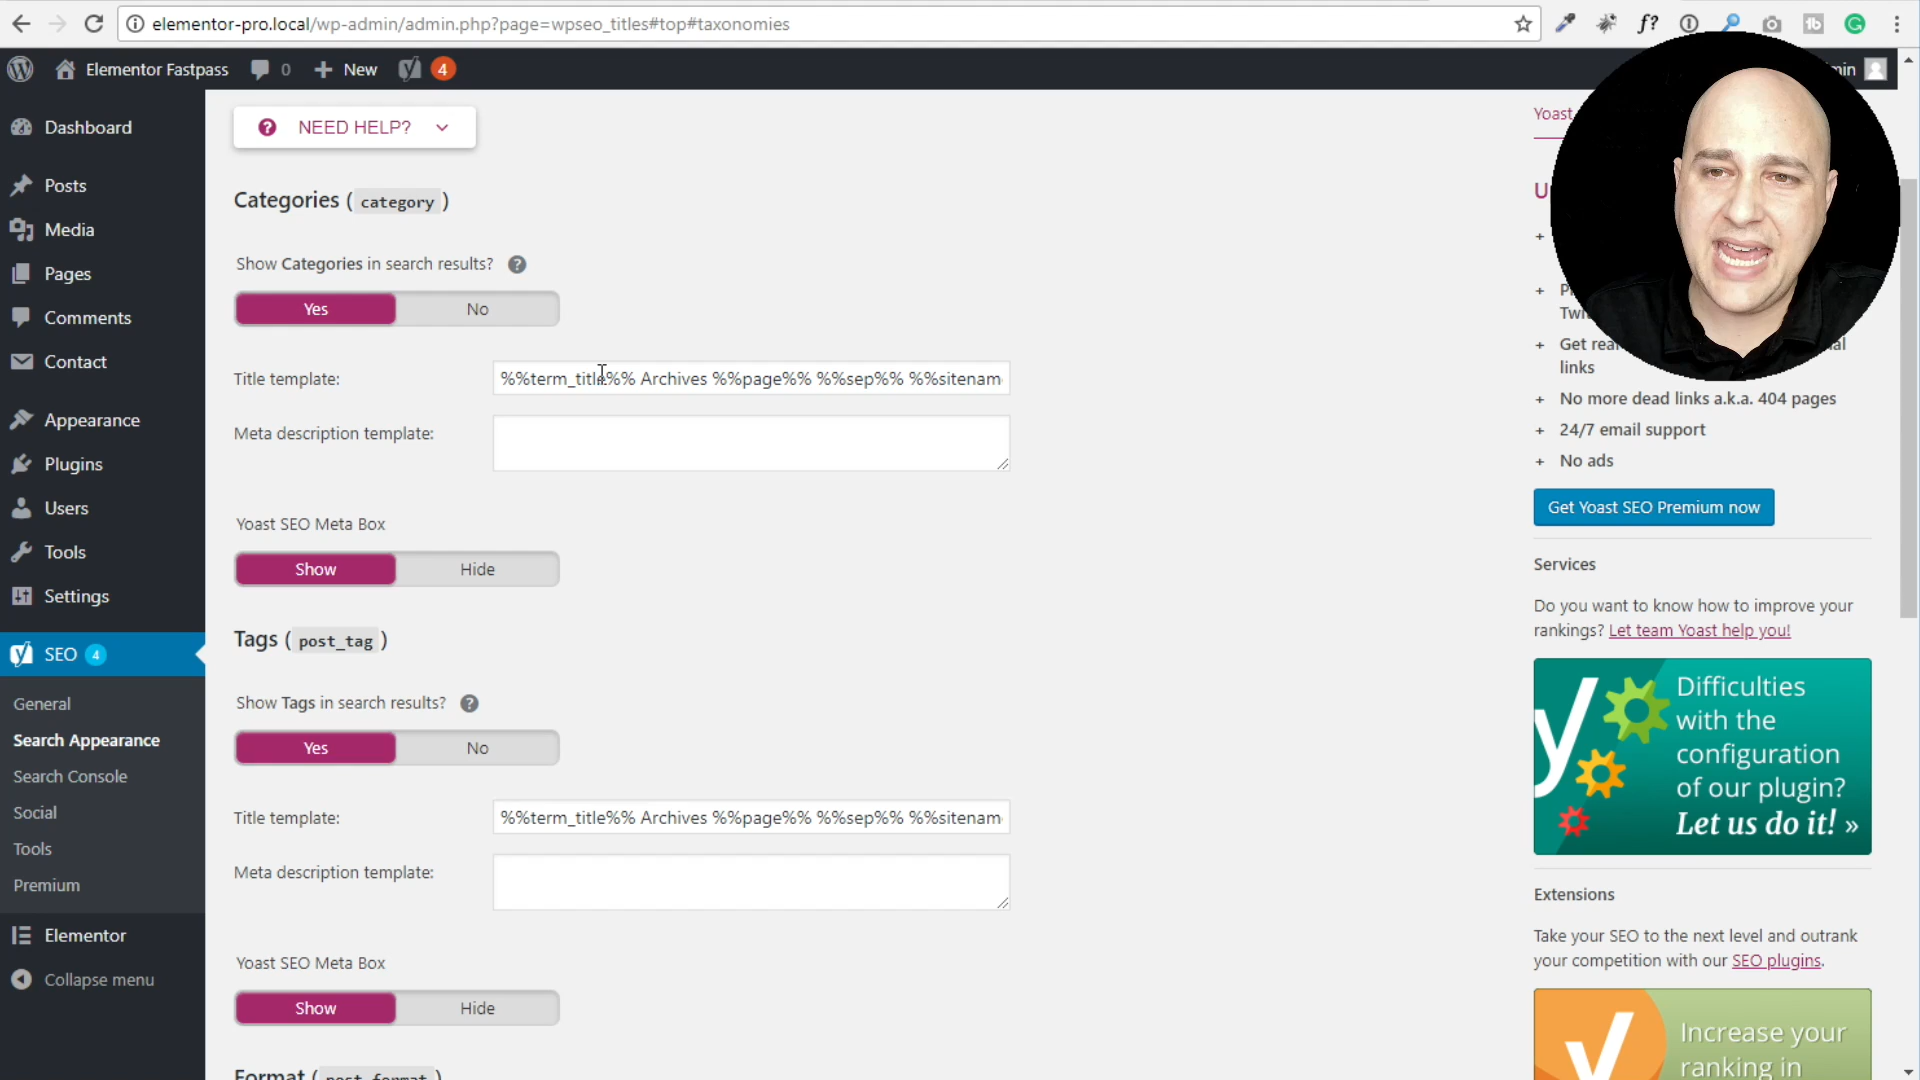 elementor-pro.local/wp-admin/admin.php?page=wpseo_titles#top#taxonomies
Elementor Fastpass
0
New
4
min
Dashboard
Posts
Media
Pages
Comments
Contact
Appearance
Plugins
Users
Tools
Settings
SEO 4
General
Search Appearance
Search Console
Social
Tools
Premium
Elementor
Collapse menu
NEED HELP?
Categories ( category )
Show Categories in search results?
Yes No
Title template: %%term_title%% Archives %%page%% %%sep%% %%sitenam
Meta description template:
Yoast SEO Meta Box
Show Hide
Tags ( post_tag )
Show Tags in search results?
Yes No
Title template: %%term_title%% Archives %%page%% %%sep%% %%sitenam
Meta description template:
Yoast SEO Meta Box
Show Hide
Format ( post_format )
Yoast
+
+ Get
links
+ No more dead links a.k.a. 404 pages
+ 24/7 email support
+ No ads
Get Yoast SEO Premium now
Services
Do you want to know how to improve your
rankings? Let team Yoast help you!
Difficulties
with the
configuration
of our plugin?
Let us do it! »
Extensions
Take your SEO to the next level and outrank
your competition with our SEO plugins.
Increase your
ranking in